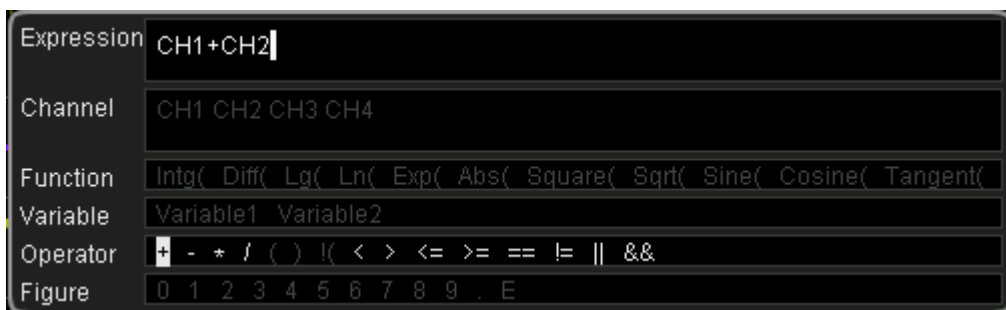 Expression CH1+CH2
Channel CH1 CH2 CH3 CH4
Function Intg( Diff( Lg( Ln( Exp( Abs( Square( Sqrt( Sine( Cosine( Tangent(
Variable Variable1 Variable2
Operator + - * / ( ) !( < > <= >= == != || &&
Figure 0 1 2 3 4 5 6 7 8 9 . E